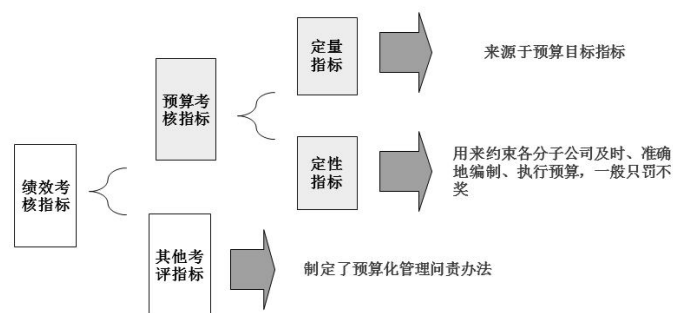 定量
指标
来源于预算目标指标
预算考
核指标
定性
指标
用来约束各分子公司及时、准确
地编制、执行预算，一般只罚不
奖
绩效考
核指标
其他考
评指标
制定了预算化管理问责办法